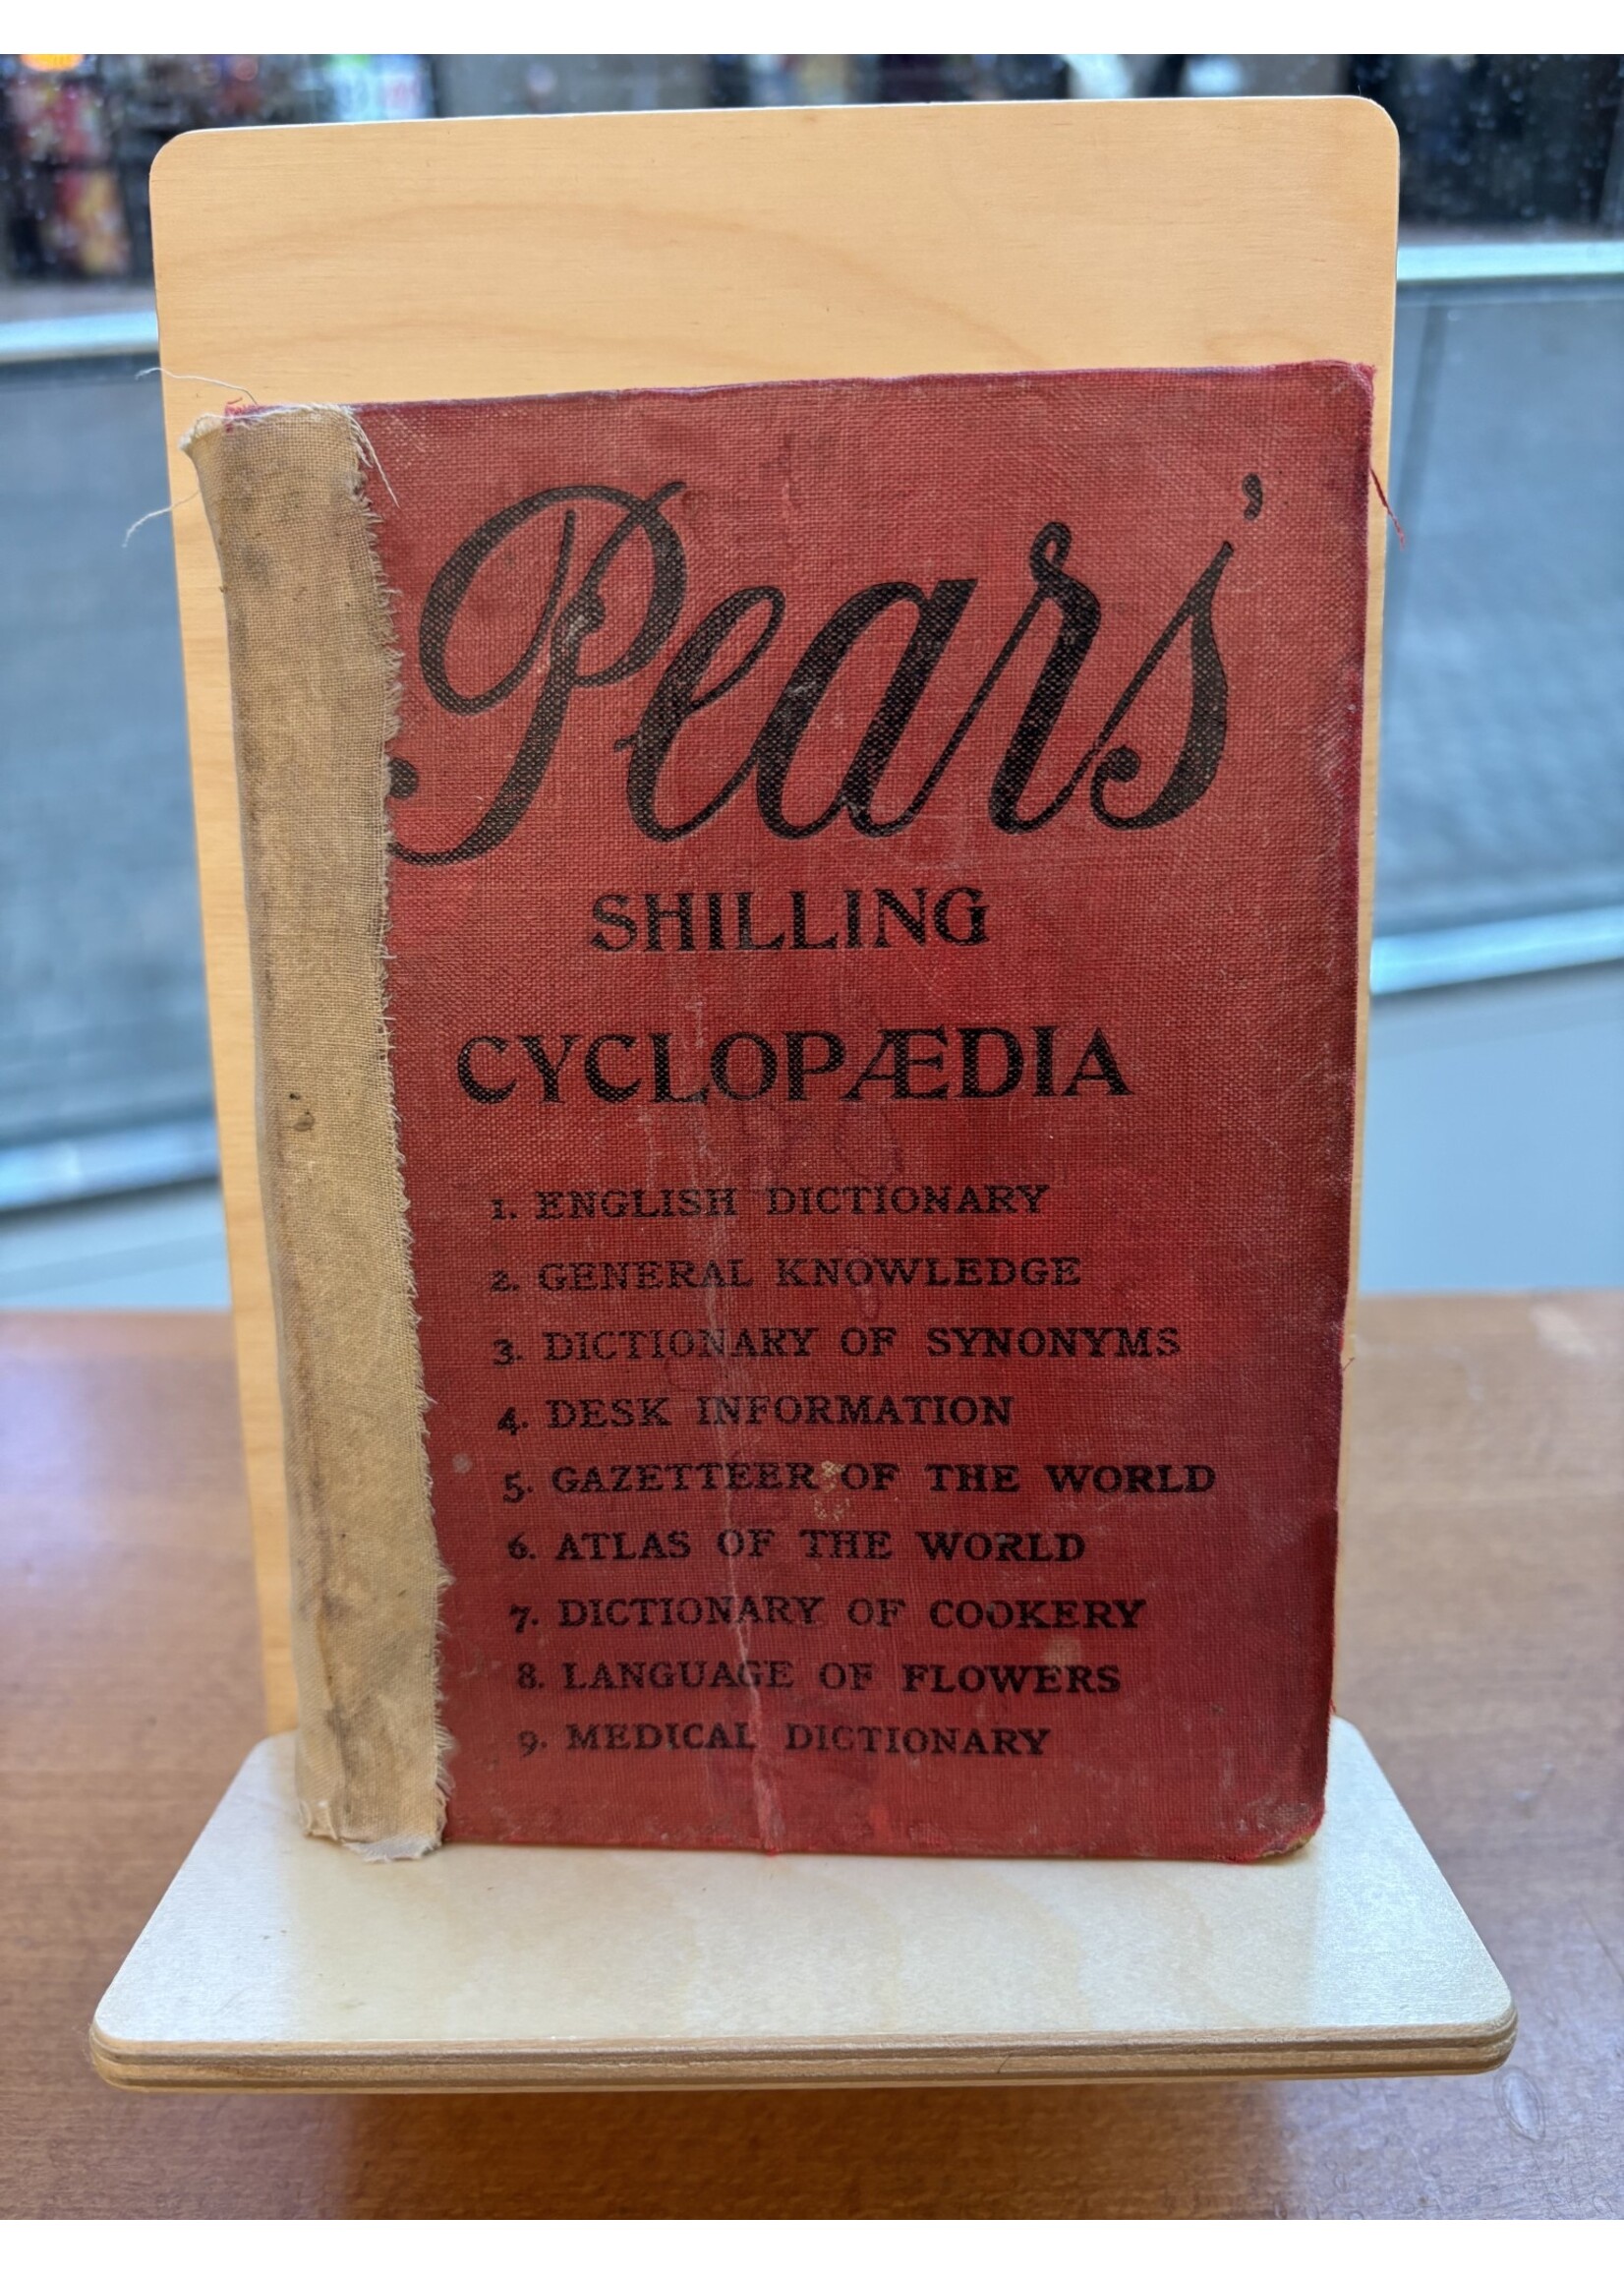 Pears'
SHILLING
CYCLOPÆDIA
1. ENGLISH DICTIONARY
2. GENERAL KNOWLEDGE
3. DICTIONARY OF SYNONYMS
4. DESK INFORMATION
5. GAZETTEER OF THE WORLD
6. ATLAS OF THE WORLD
7. DICTIONARY OF COOKERY
8. LANGUAGE OF FLOWERS
9. MEDICAL DICTIONARY